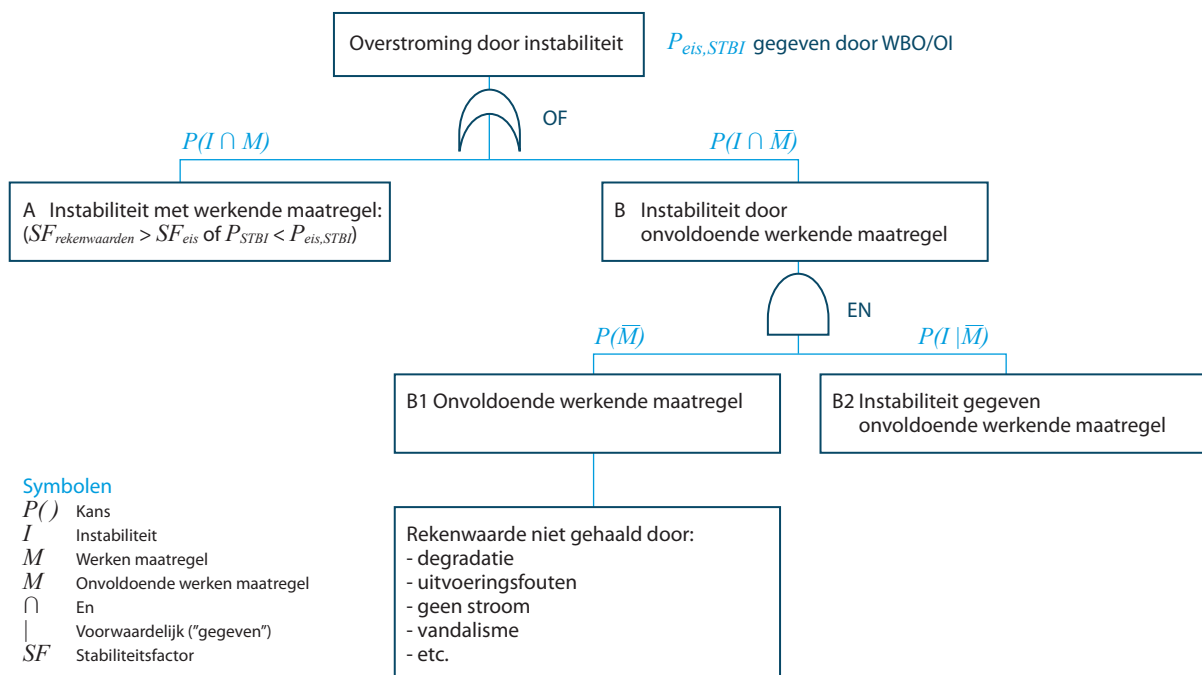 Overstroming door instabiliteit
P_eis,STBI gegeven door WBO/OI
OF
P(I ∩ M)
P(I ∩ M̅)
A Instabiliteit met werkende maatregel:
(SF_rekenwaarden > SF_eis of P_STBI < P_eis,STBI)
B Instabiliteit door
onvoldoende werkende maatregel
EN
P(M̅)
P(I | M̅)
B1 Onvoldoende werkende maatregel
B2 Instabiliteit gegeven
onvoldoende werkende maatregel
Rekenwaarde niet gehaald door:
- degradatie
- uitvoeringsfouten
- geen stroom
- vandalisme
- etc.
Symbolen
P( ) Kans
I Instabiliteit
M Werken maatregel
M Onvoldoende werken maatregel
∩ En
| Voorwaardelijk ("gegeven")
SF Stabiliteitsfactor